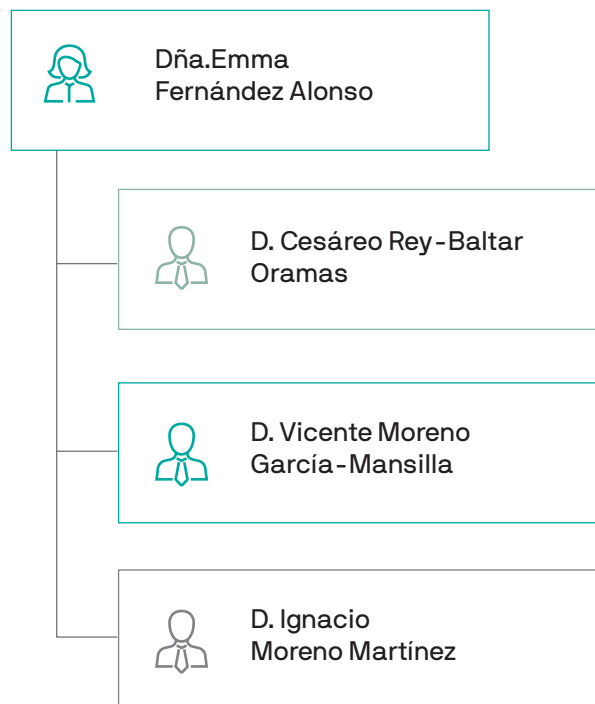 Dña.Emma
Fernández Alonso
D. Cesáreo Rey-Baltar
Oramas
D. Vicente Moreno
García-Mansilla
D. Ignacio
Moreno Martínez